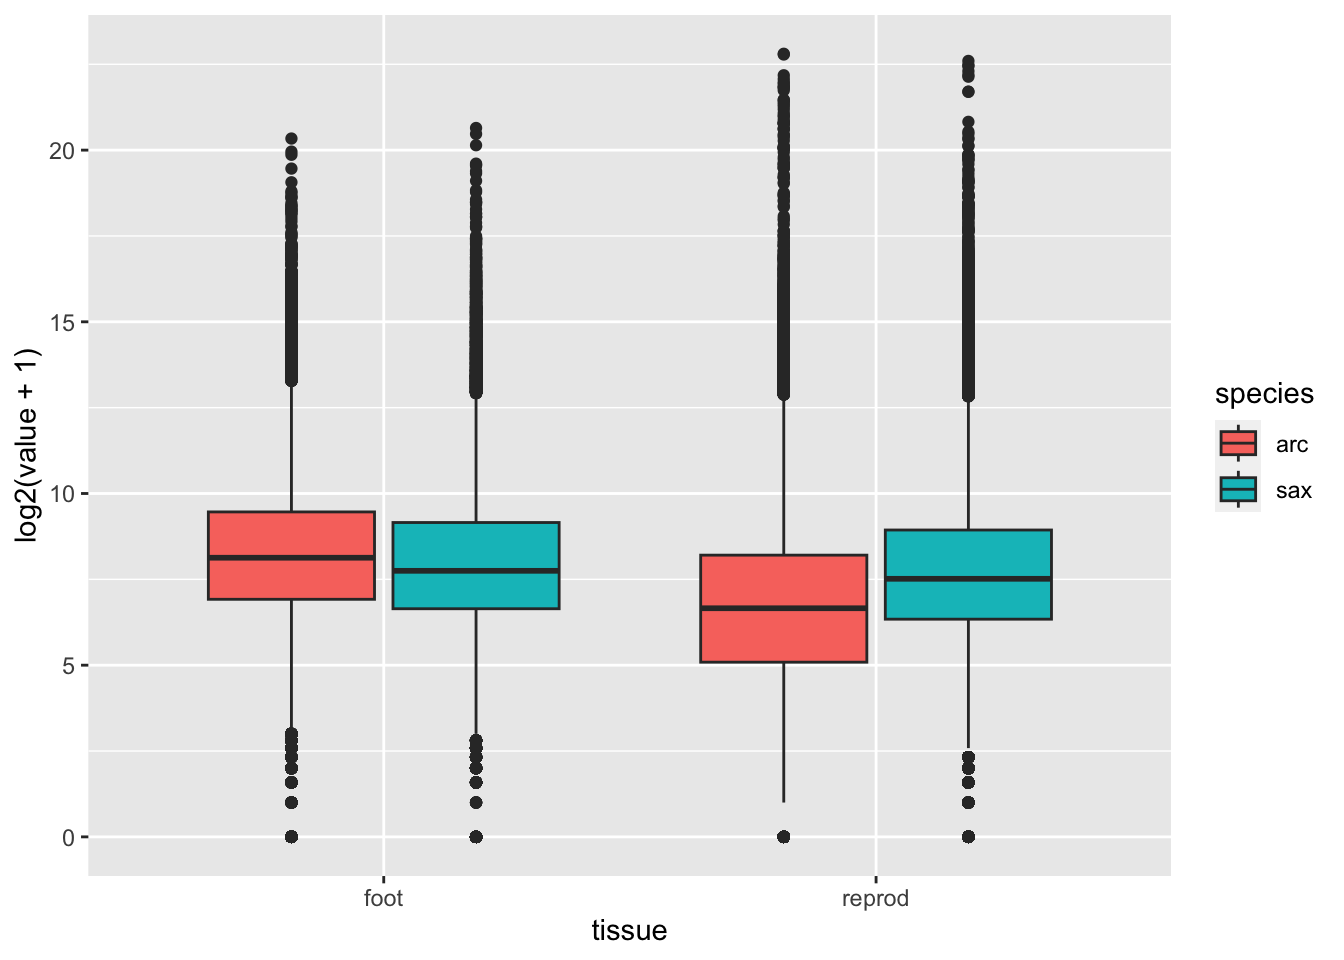 20
15
10
5
0
log2(value + 1)
foot
reprod
tissue
species
arc
sax